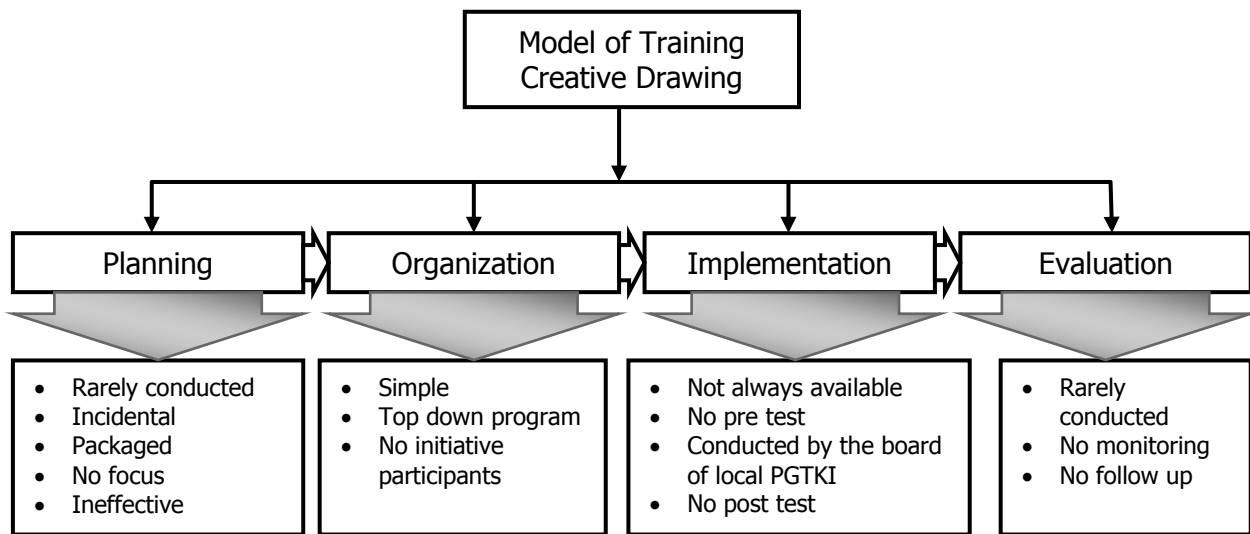 Model of Training
Creative Drawing
Planning
Organization
Implementation
Evaluation
• Rarely conducted
• Incidental
• Packaged
• No focus
• Ineffective
• Simple
• Top down program
• No initiative
participants
• Not always available
• No pre test
• Conducted by the board
of local PGTKI
• No post test
• Rarely
conducted
• No monitoring
• No follow up